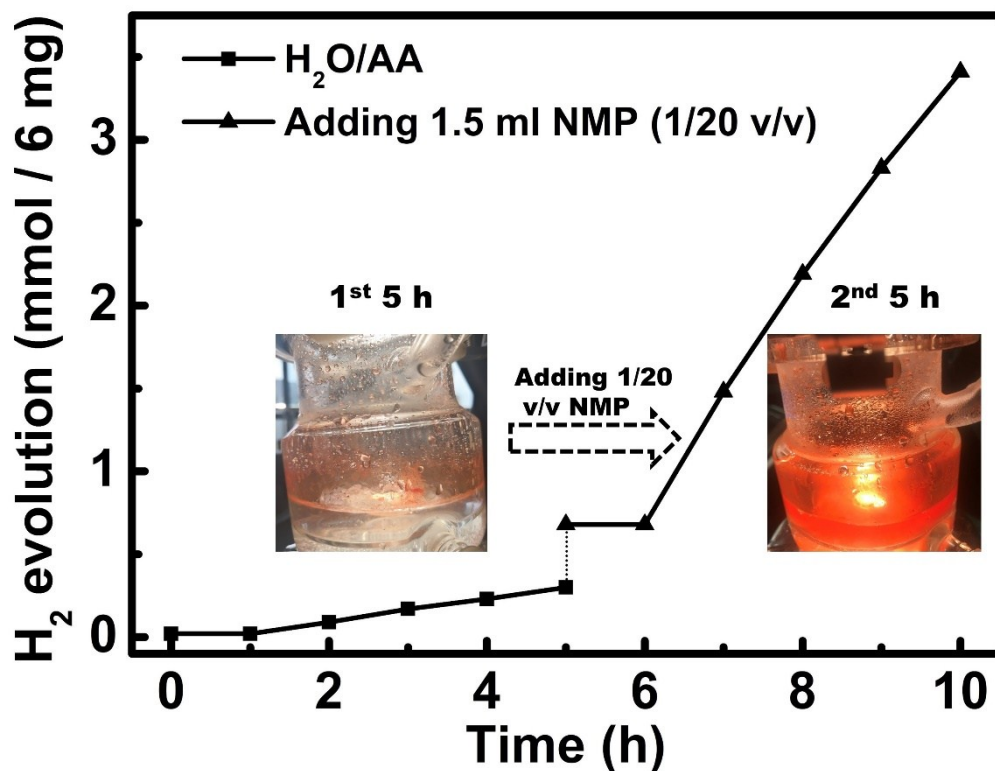 H₂O/AA
Adding 1.5 ml NMP (1/20 v/v)
H₂ evolution (mmol / 6 mg)
3
2
1
0
1ˢᵗ 5 h
Adding 1/20
v/v NMP
2ⁿᵈ 5 h
0 2 4 6 8 10
Time (h)